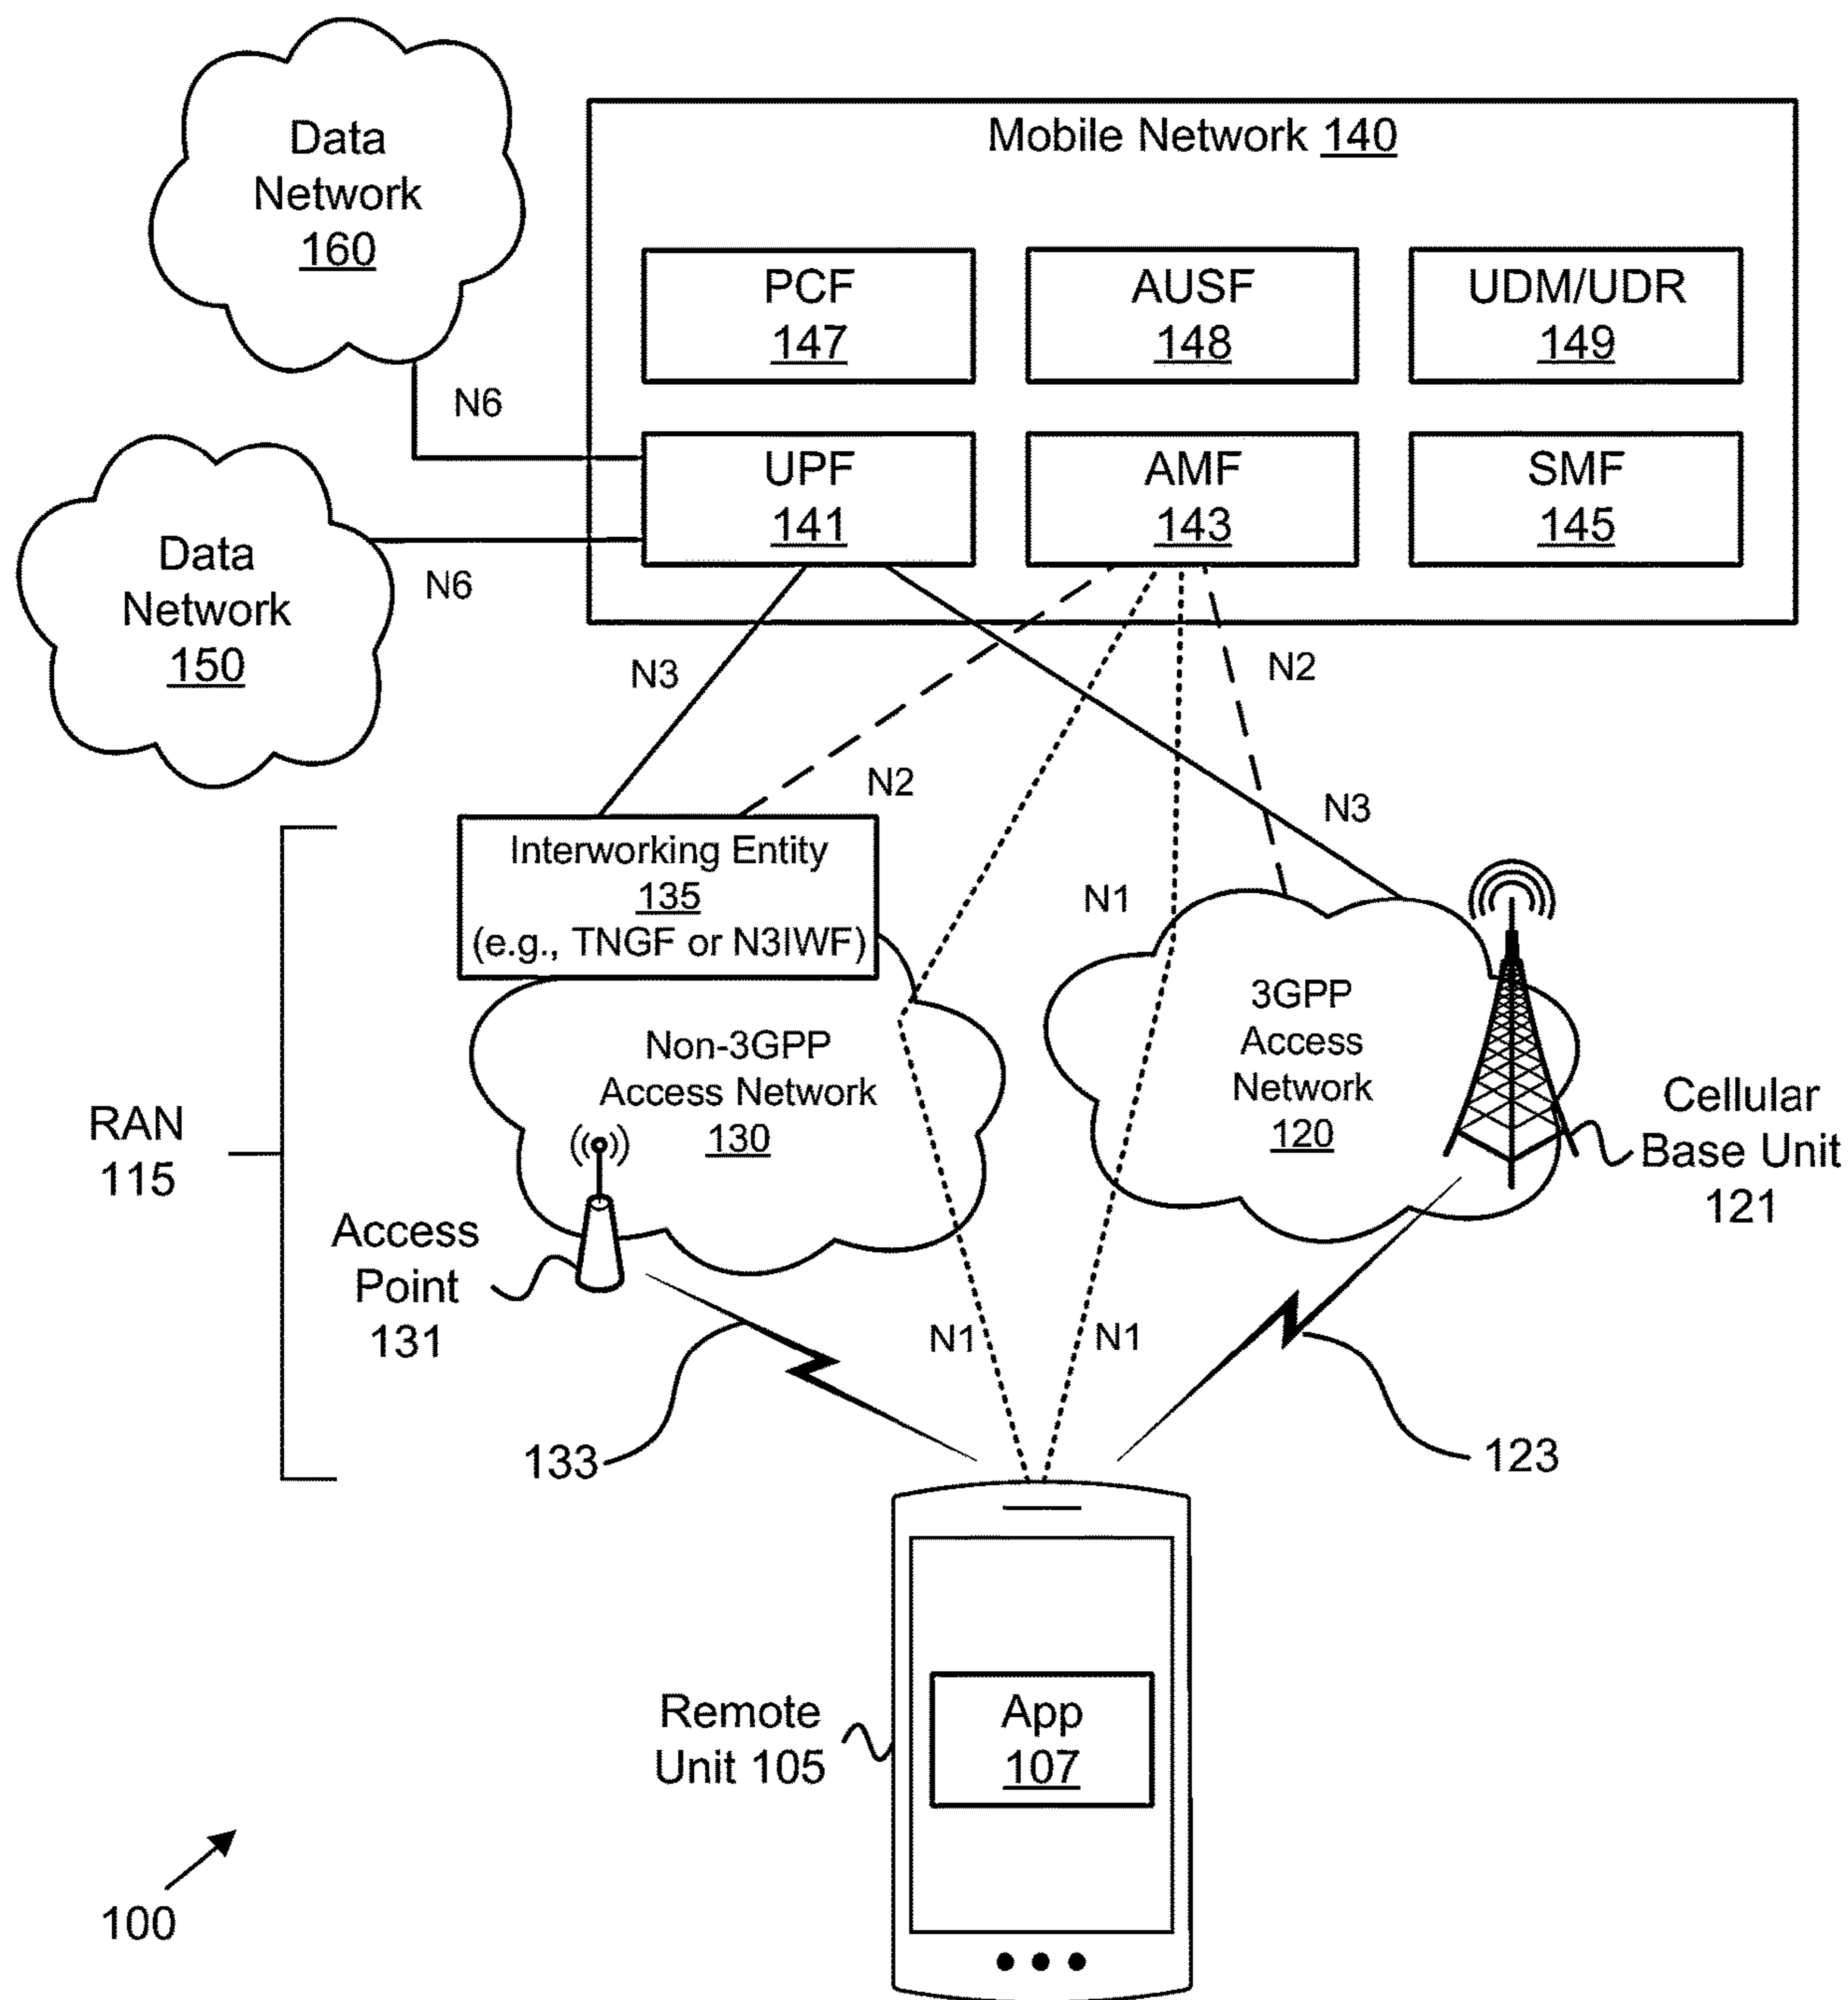 Data
Network
160
Mobile Network 140
PCF
147
AUSF
148
UDM/UDR
149
N6
UPF
141
AMF
143
SMF
145
Data
Network
150
N6
N3
N2
N2
N3
Interworking Entity
135
(e.g., TNGF or N3IWF)
N1
3GPP
Access
Network
120
Non-3GPP
Access Network
130
RAN
115
Cellular
Base Unit
121
Access
Point
131
N1
N1
133
123
Remote
Unit 105
App
107
100